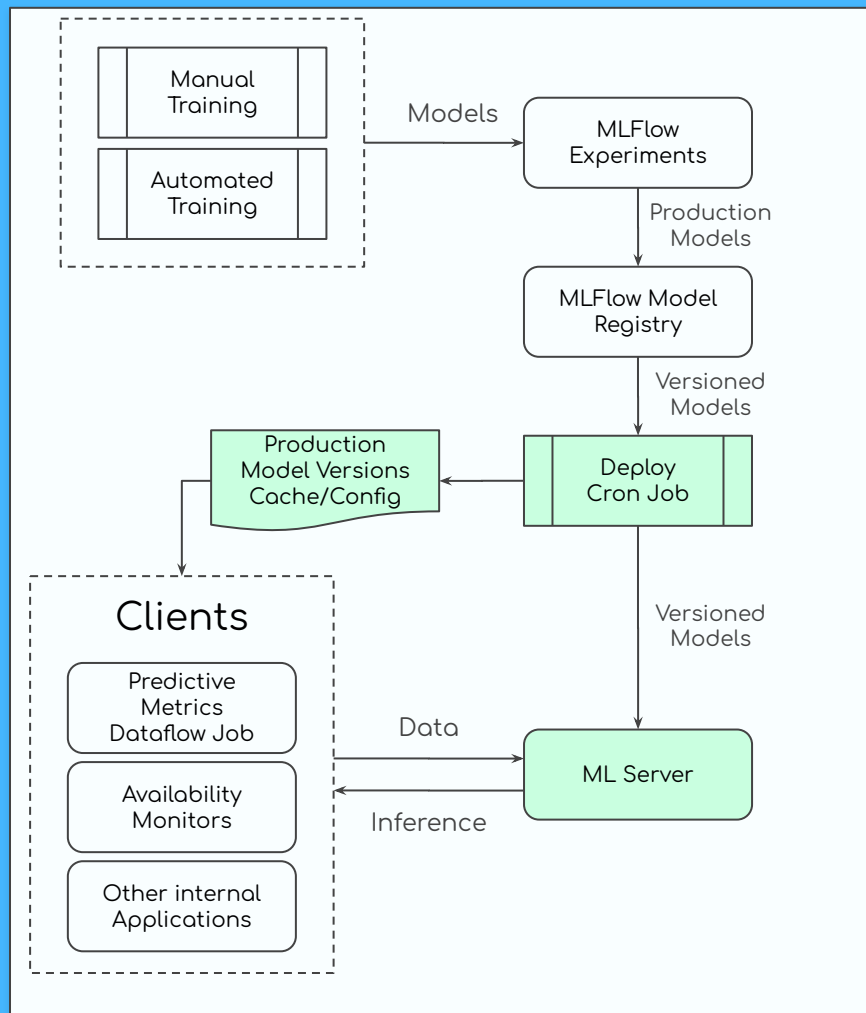 Manual
Training
Automated
Training
Models
MLFlow
Experiments
Production
Models
MLFlow Model
Registry
Versioned
Models
Production
Model Versions
Cache/Config
Deploy
Cron Job
Versioned
Models
Clients
Predictive
Metrics
Dataflow Job
Availability
Monitors
Other internal
Applications
Data
Inference
ML Server